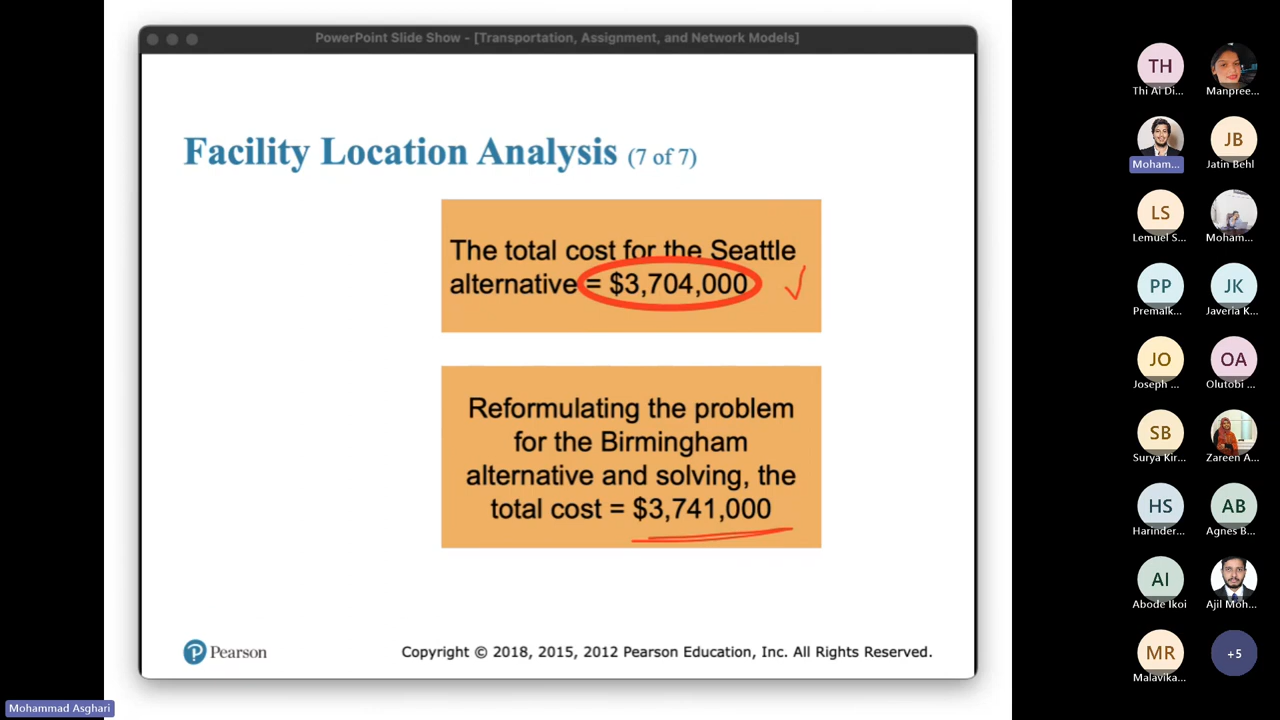 PowerPoint Slide Show - [Transportation, Assignment, and Network Models]
Facility Location Analysis (7 of 7)
The total cost for the Seattle
alternative = $3,704,000
Reformulating the problem
for the Birmingham
alternative and solving, the
total cost = $3,741,000
Pearson
Copyright © 2018, 2015, 2012 Pearson Education, Inc. All Rights Reserved.
TH
Thi Ai Di...
Manpree...
Moham...
JB
Jatin Behl
LS
Lemuel S...
Moham...
PP
Premalk...
JK
Javeria K...
JO
Joseph ...
OA
Olutobi ...
SB
Surya Kir...
Zareen A...
HS
Harinder...
AB
Agnes B...
AI
Abode Ikoi
Ajil Moh...
MR
Malavika...
+5
Mohammad Asghari